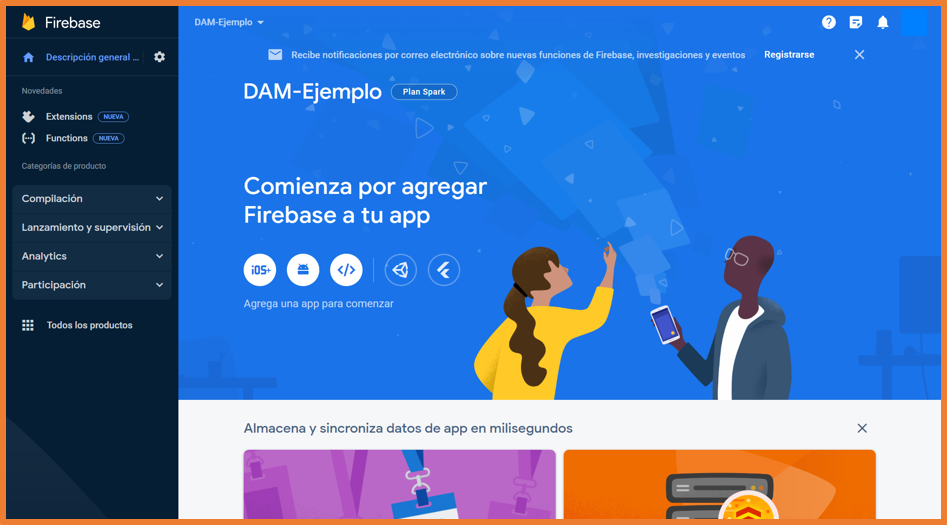 Firebase
Descripción general ...
Novedades
Extensions NUEVA
Functions NUEVA
Categorías de producto
Compilación
Lanzamiento y supervisión
Analytics
Participación
Todos los productos
DAM-Ejemplo
Recibe notificaciones por correo electrónico sobre nuevas funciones de Firebase, investigaciones y eventos Registrarse
DAM-Ejemplo Plan Spark
Comienza por agregar
Firebase a tu app
iOS+
Agrega una app para comenzar
Almacena y sincroniza datos de app en milisegundos